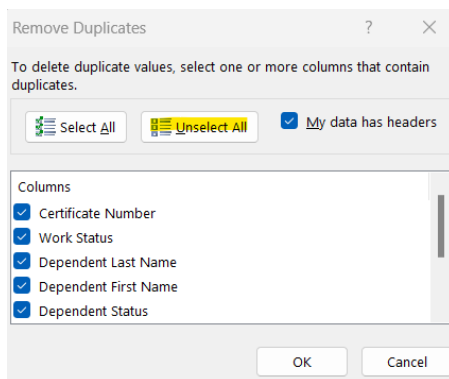 Remove Duplicates ?
To delete duplicate values, select one or more columns that contain
duplicates.
Select All Unselect All My data has headers
Columns
Certificate Number
Work Status
Dependent Last Name
Dependent First Name
Dependent Status
OK Cancel